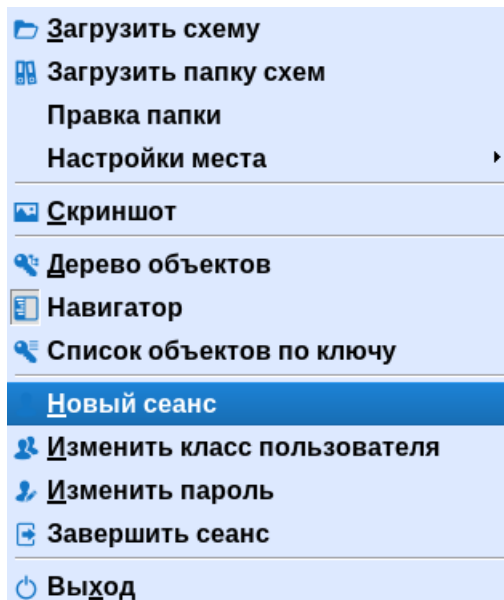 Загрузить схему
Загрузить папку схем
Правка папки
Настройки места
Скриншот
Дерево объектов
Навигатор
Список объектов по ключу
Новый сеанс
Изменить класс пользователя
Изменить пароль
Завершить сеанс
Выход